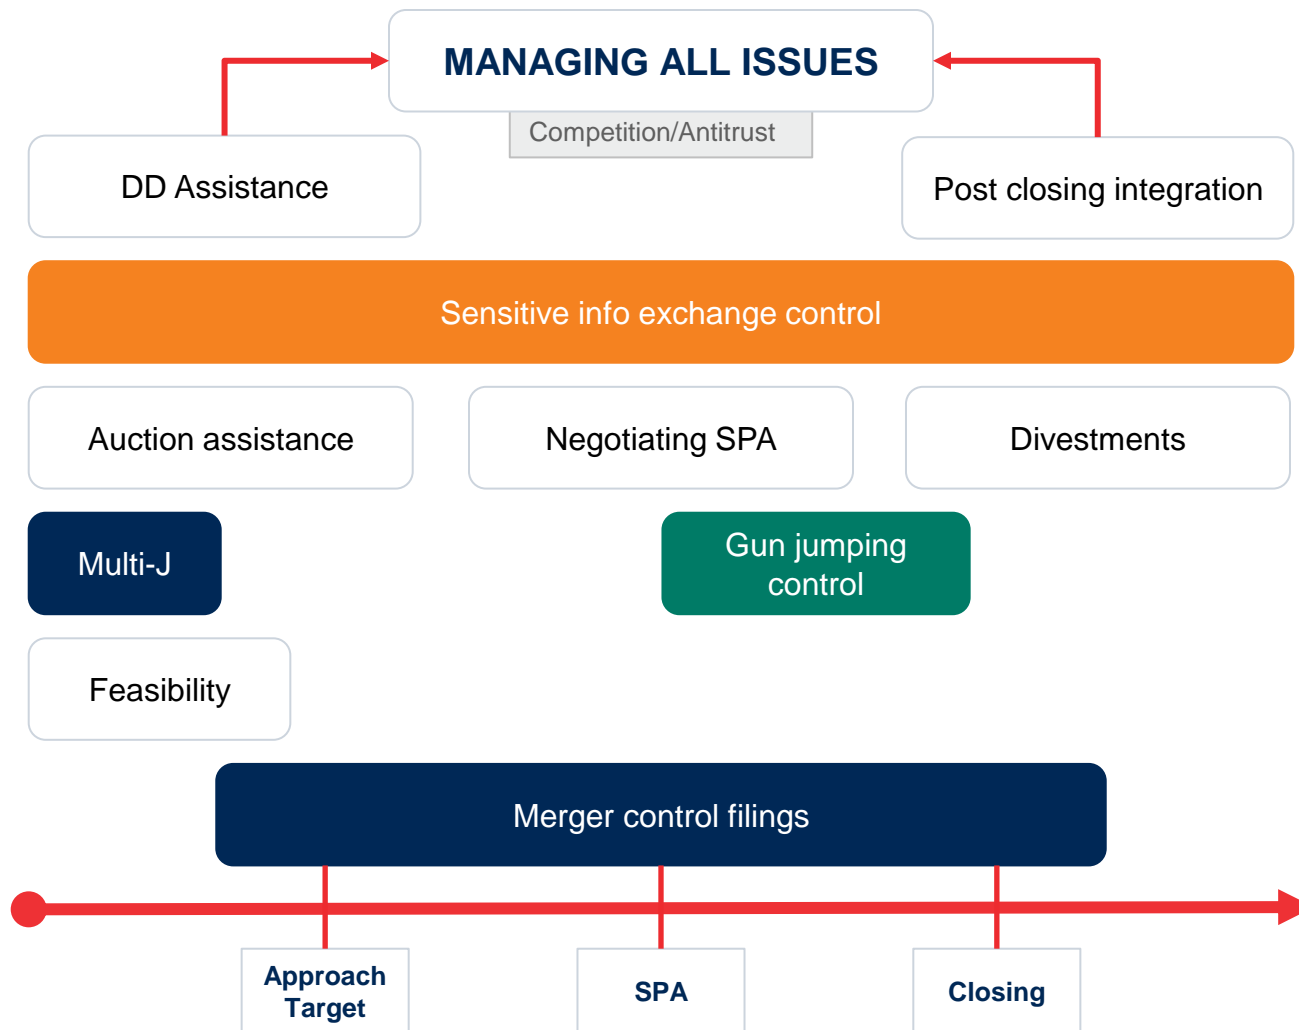 MANAGING ALL ISSUES
Competition/Antitrust
DD Assistance
Post closing integration
Sensitive info exchange control
Auction assistance
Negotiating SPA
Divestments
Multi-J
Gun jumping
control
Feasibility
Merger control filings
Approach
Target
SPA
Closing